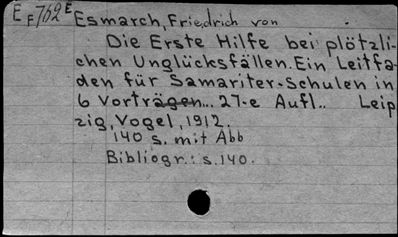 EF762E Esmarch, Friedrich von
Die Erste Hilfe bei plötzli-
chen Unglücksfällen. Ein Leitfa-
den für Samariter-Schulen in
6 Vorträgen... 27-e Aufl.. Leip
zig, Vogel, 1912.
140 s. mit Abb
Bibliogr.: s. 140.